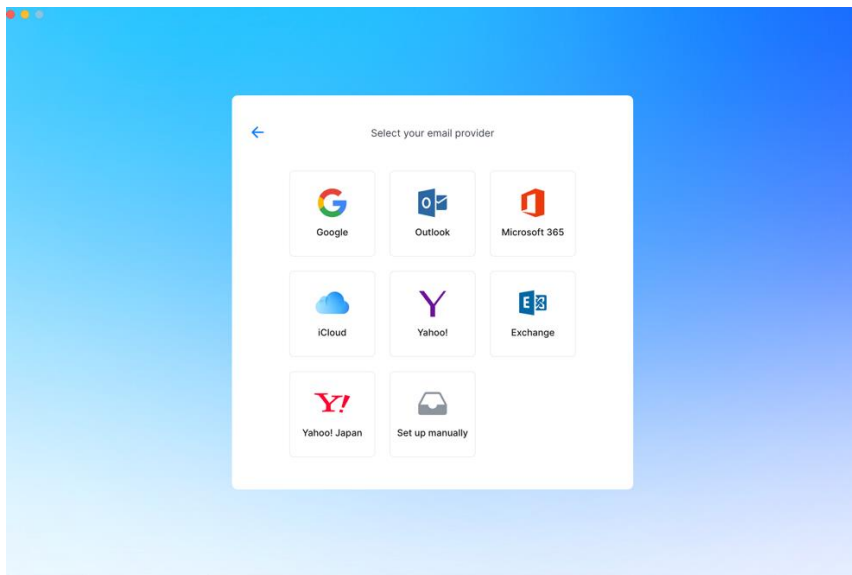 Select your email provider
Google
Outlook
Microsoft 365
iCloud
Yahoo!
Exchange
Yahoo! Japan
Set up manually